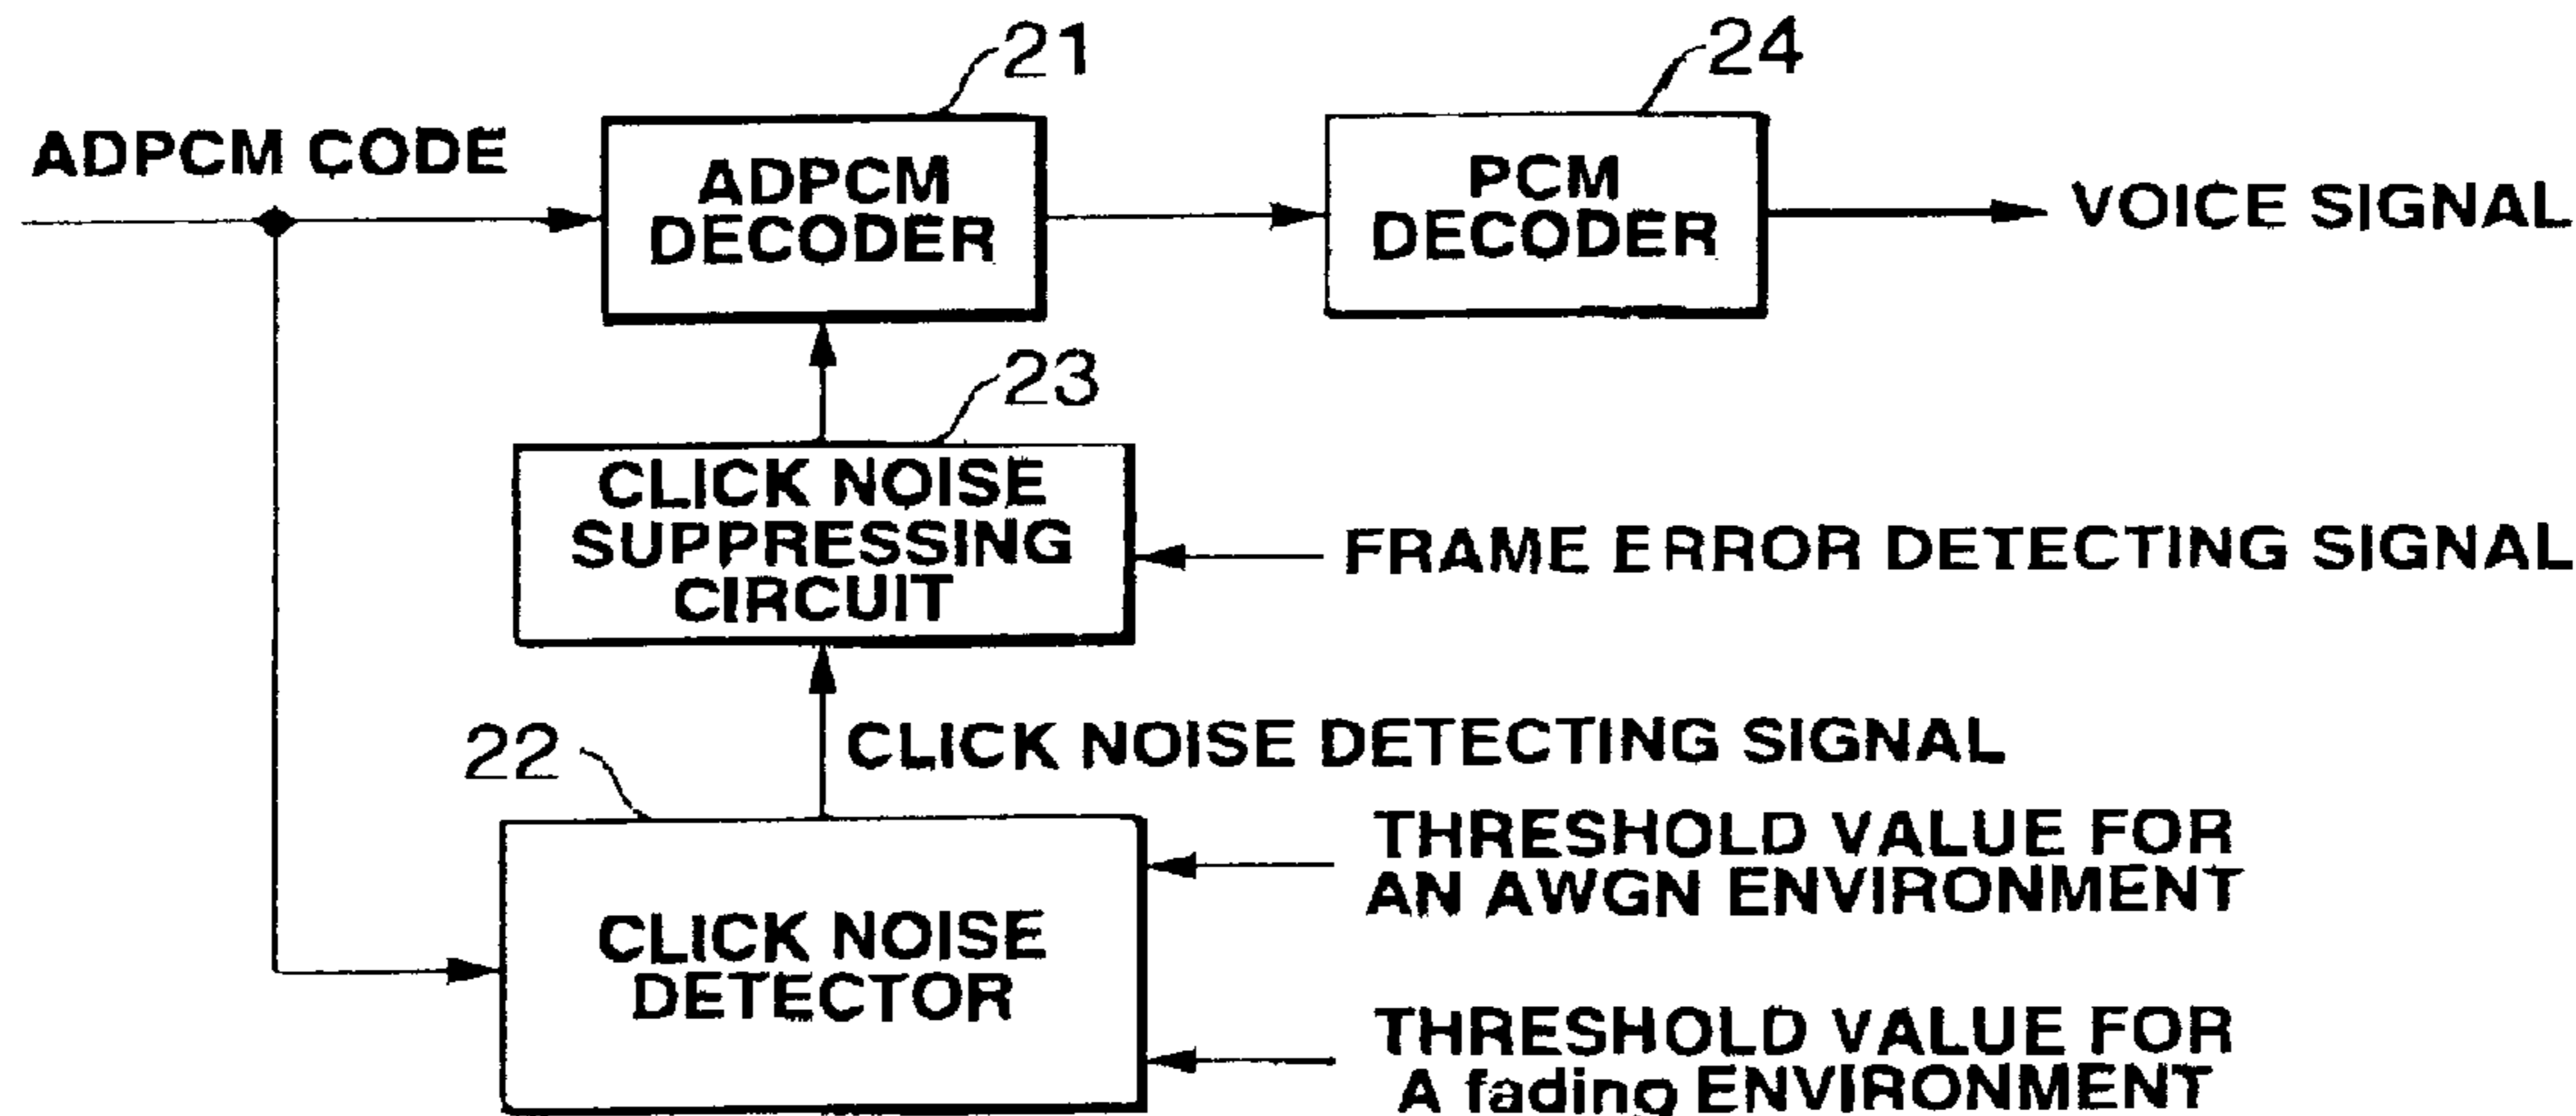 21
24
ADPCM CODE
ADPCM
DECODER
PCM
DECODER
VOICE SIGNAL
23
CLICK NOISE
SUPPRESSING
CIRCUIT
FRAME ERROR DETECTING SIGNAL
22
CLICK NOISE DETECTING SIGNAL
THRESHOLD VALUE FOR
AN AWGN ENVIRONMENT
CLICK NOISE
DETECTOR
THRESHOLD VALUE FOR
A fading ENVIRONMENT